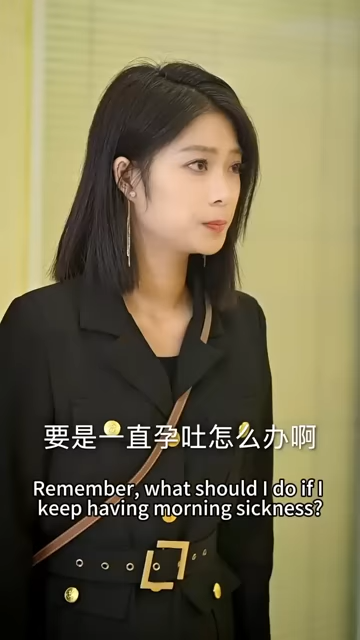 要是一直孕吐怎么办啊
Remember, what should I do if I
keep having morning sickness?